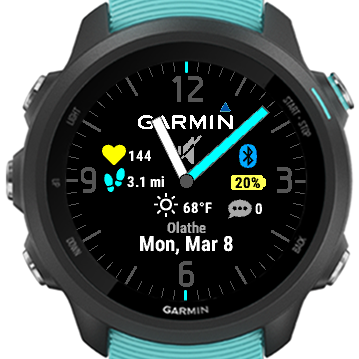 12
LIGHT
START · STOP
GARMIN
144
3.1 mi
20%
9
3
68°F
0
Olathe
Mon, Mar 8
DOWN
BACK
6
GARMIN